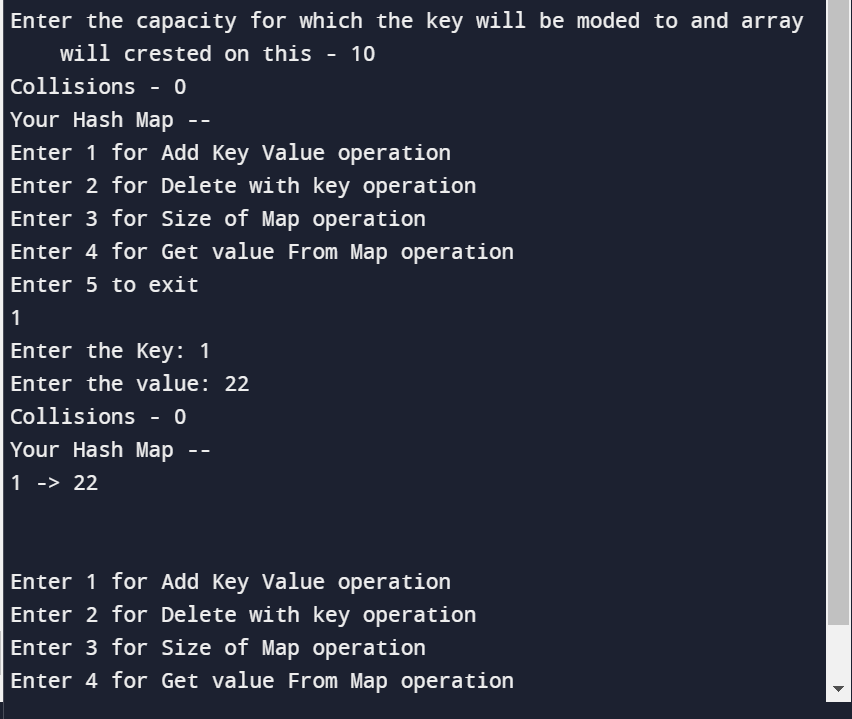 Enter the capacity for which the key will be moded to and array
will crested on this - 10
Collisions - 0
Your Hash Map --
Enter 1 for Add Key Value operation
Enter 2 for Delete with key operation
Enter 3 for Size of Map operation
Enter 4 for Get value From Map operation
Enter 5 to exit
1
Enter the Key: 1
Enter the value: 22
Collisions - 0
Your Hash Map --
1 -> 22
Enter 1 for Add Key Value operation
Enter 2 for Delete with key operation
Enter 3 for Size of Map operation
Enter 4 for Get value From Map operation